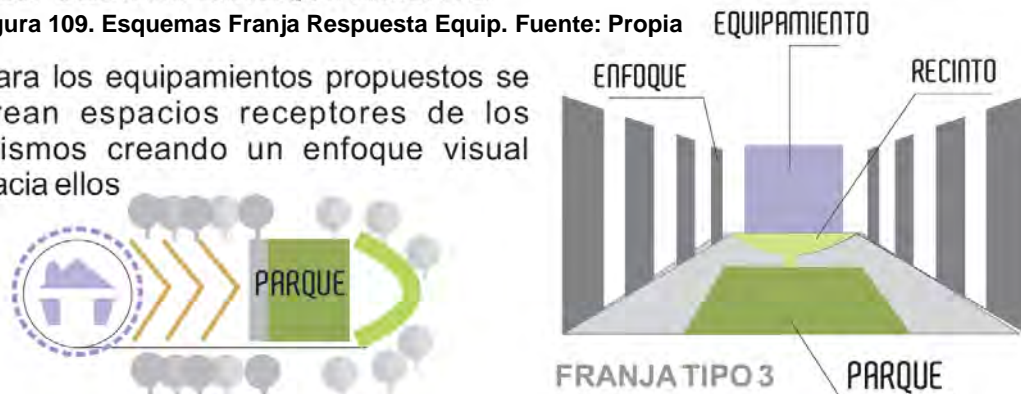 gura 109. Esquemas Franja Respuesta Equip. Fuente: Propia
ara los equipamientos propuestos se
rean espacios receptores de los
ismos creando un enfoque visual
acia ellos
PARQUE
EQUIPAMIENTO
ENFOQUE
RECINTO
FRANJA TIPO 3
PARQUE